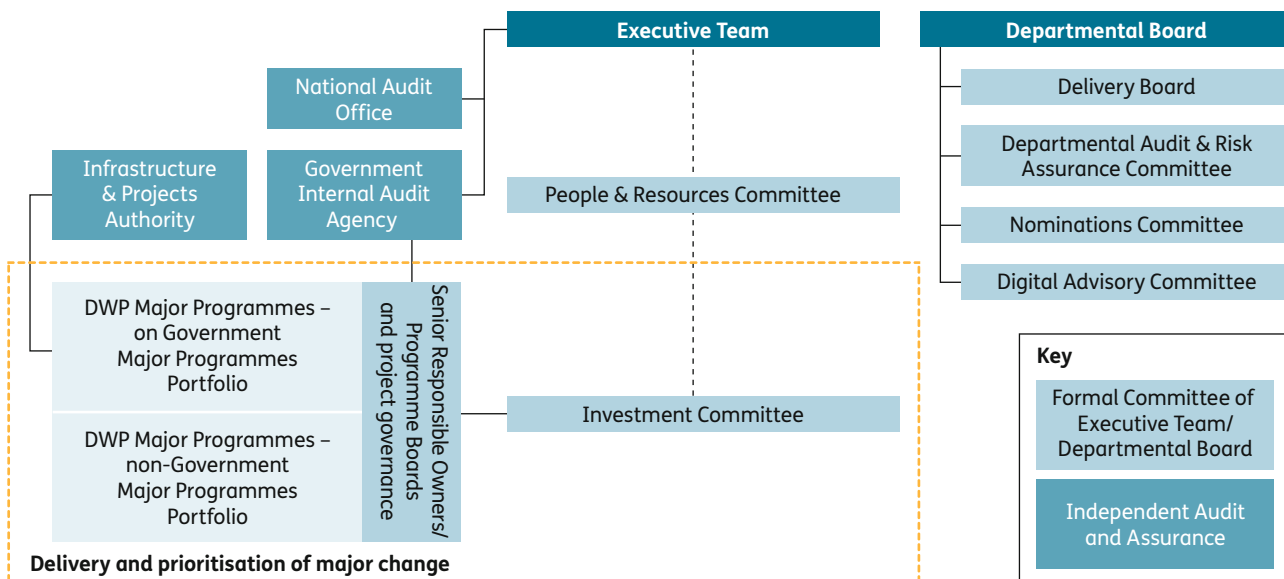 Executive Team
Departmental Board
National Audit
Office
Delivery Board
Departmental Audit & Risk
Assurance Committee
Infrastructure
& Projects
Authority
Government
Internal Audit
Agency
People & Resources Committee
Nominations Committee
Digital Advisory Committee
DWP Major Programmes –
on Government
Major Programmes
Portfolio
DWP Major Programmes –
non-Government
Major Programmes
Portfolio
Senior Responsible Owners/
Programme Boards
and project governance
Investment Committee
Delivery and prioritisation of major change
Key
Formal Committee of
Executive Team/
Departmental Board
Independent Audit
and Assurance